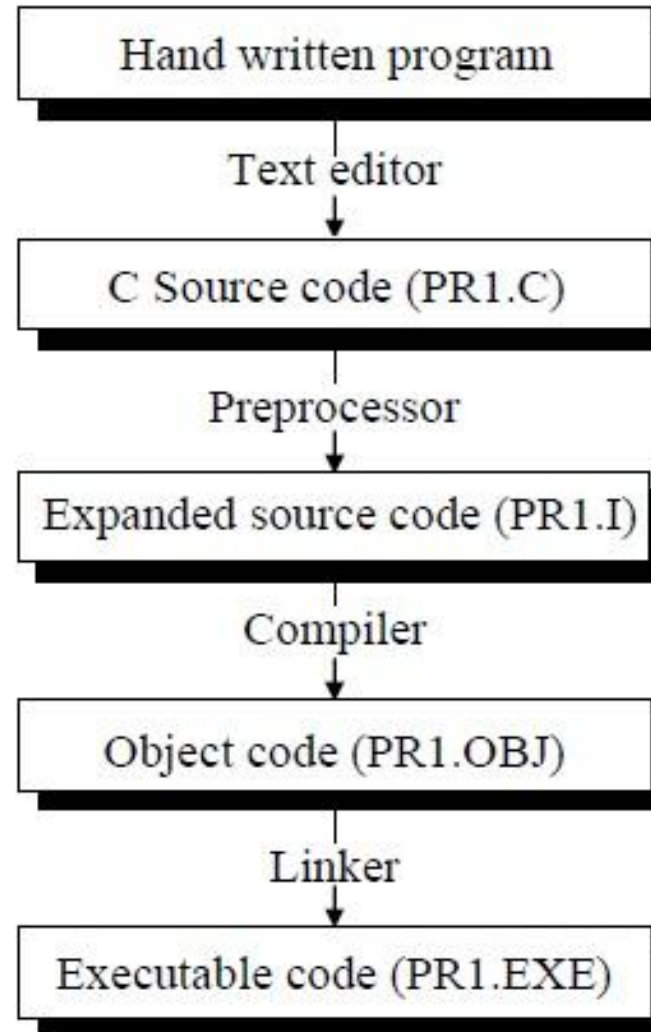 Hand written program
Text editor
C Source code (PR1.C)
Preprocessor
Expanded source code (PR1.I)
Compiler
Object code (PR1.OBJ)
Linker
Executable code (PR1.EXE)